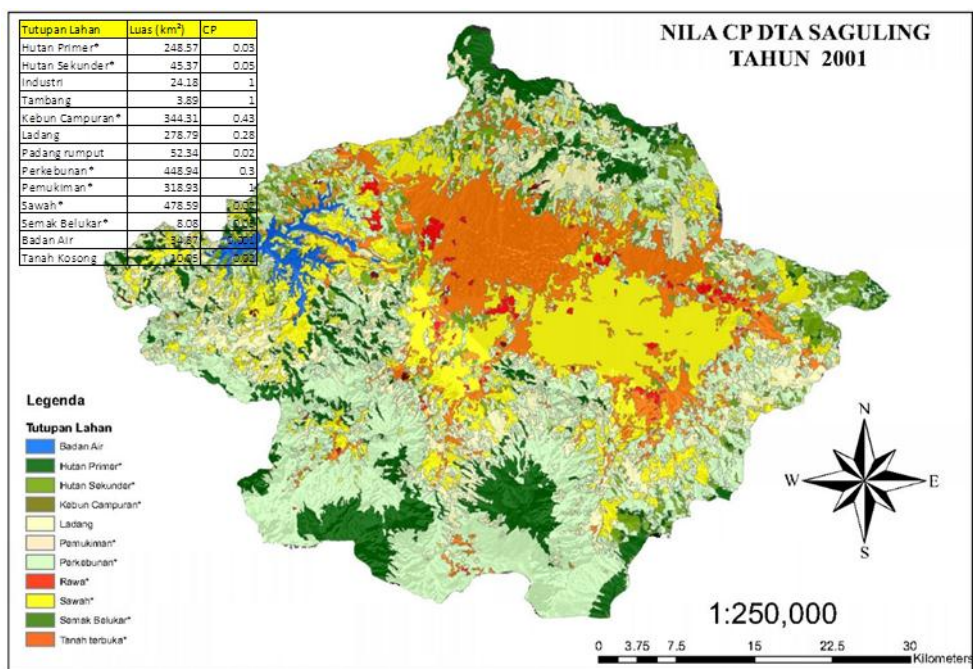 Tutupan Lahan Luas (km²) CP
Hutan Primer* 248.57 0.03
Hutan Sekunder* 45.37 0.05
Industri 24.18 1
Tambang 3.89 1
Kebun Campuran* 344.31 0.43
Ladang 278.79 0.28
Padang rumput 52.34 0.02
Perkebunan* 448.94 0.3
Pemukiman* 318.93 1
Sawah* 478.59
Semak Belukar* 8.08
Badan Air
Tanah Kosong
NILA CP DTA SAGULING
TAHUN 2001
Legenda
Tutupan Lahan
Badan Air
Hutan Primer*
Hutan Sekunder*
Kebun Campuran*
Ladang
Pemukiman*
Perkebunan*
Rawa*
Sawah*
Semak Belukar*
Tanah terbuka*
N
W E
S
1:250,000
0 3.75 7.5 15 22.5 30
Kilometers